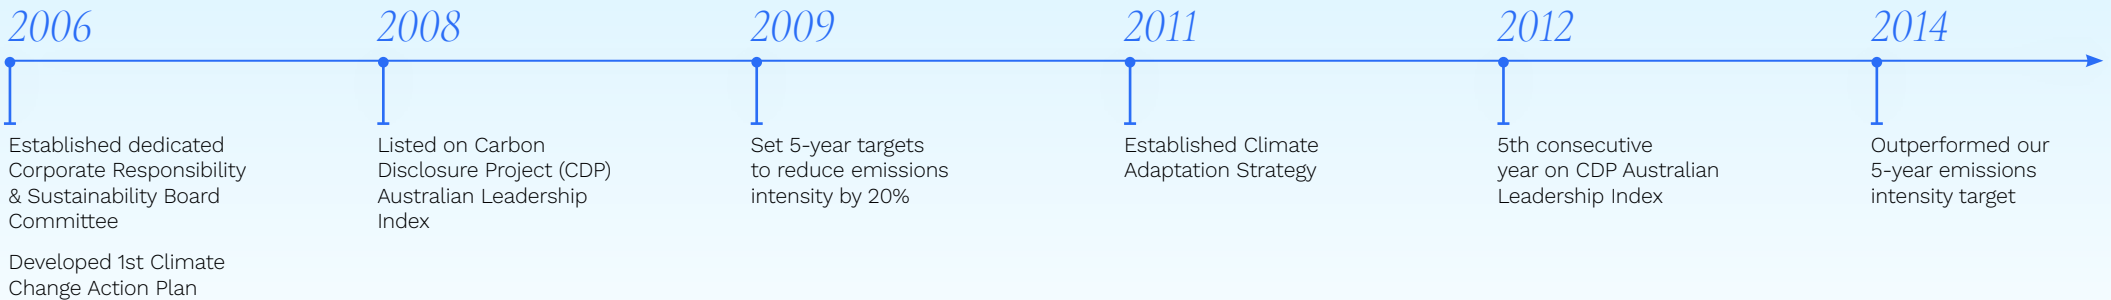 2006
Established dedicated
Corporate Responsibility
& Sustainability Board
Committee
Developed 1st Climate
Change Action Plan
2008
Listed on Carbon
Disclosure Project (CDP)
Australian Leadership
Index
2009
Set 5-year targets
to reduce emissions
intensity by 20%
2011
Established Climate
Adaptation Strategy
2012
5th consecutive
year on CDP Australian
Leadership Index
2014
Outperformed our
5-year emissions
intensity target